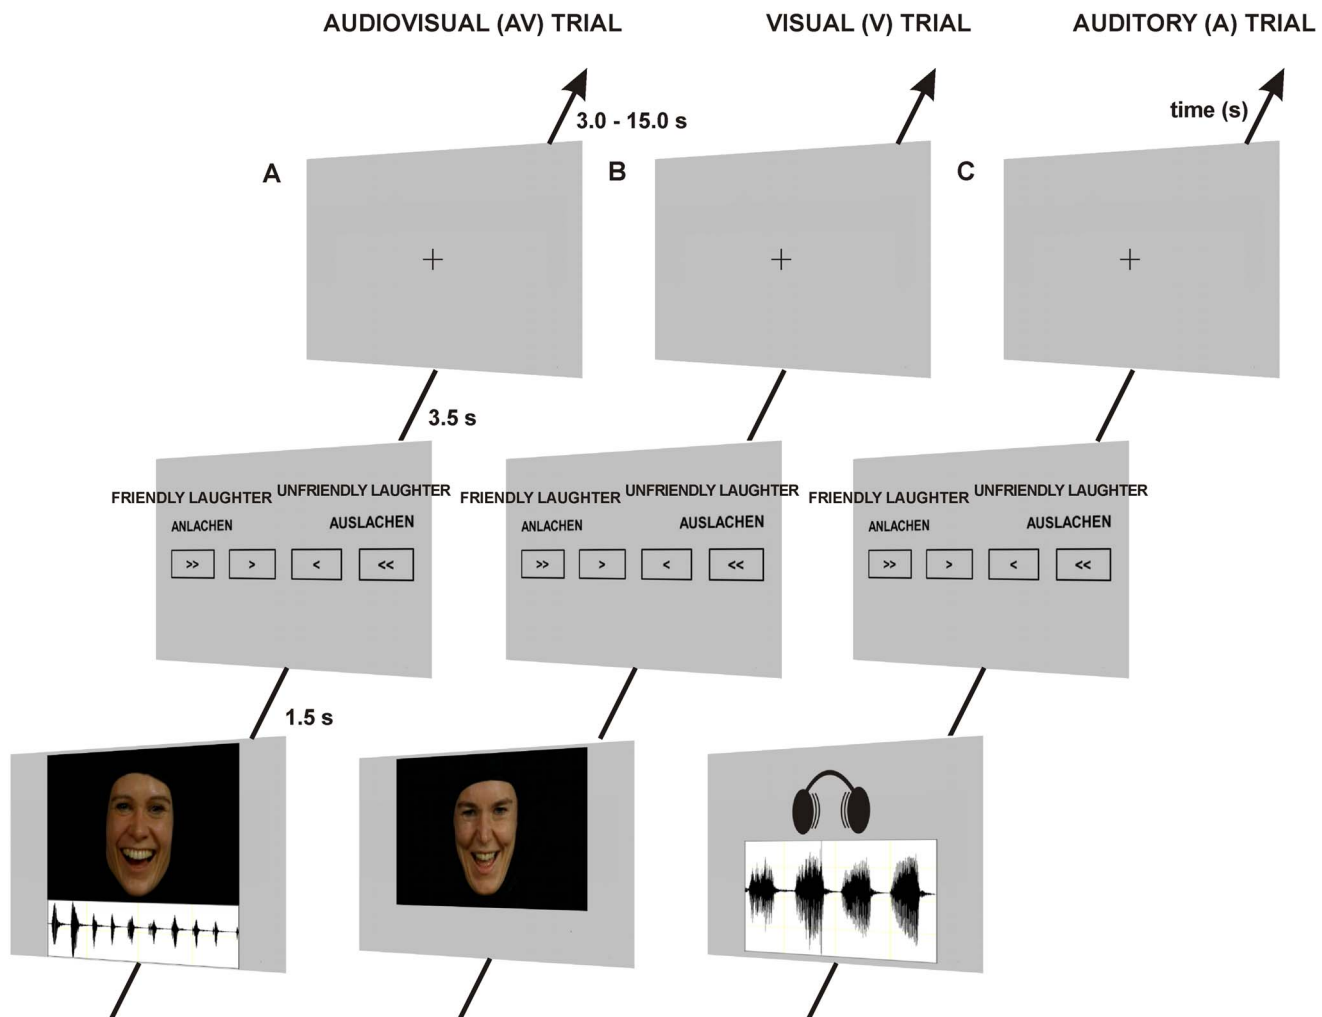 AUDIOVISUAL (AV) TRIAL
VISUAL (V) TRIAL
AUDITORY (A) TRIAL
3.0 - 15.0 s
time (s)
A
B
C
3.5 s
FRIENDLY LAUGHTER
UNFRIENDLY LAUGHTER
ANLACHEN
AUSLACHEN
>> > < <<
FRIENDLY LAUGHTER
UNFRIENDLY LAUGHTER
ANLACHEN
AUSLACHEN
>> > < <<
FRIENDLY LAUGHTER
UNFRIENDLY LAUGHTER
ANLACHEN
AUSLACHEN
>> > < <<
1.5 s